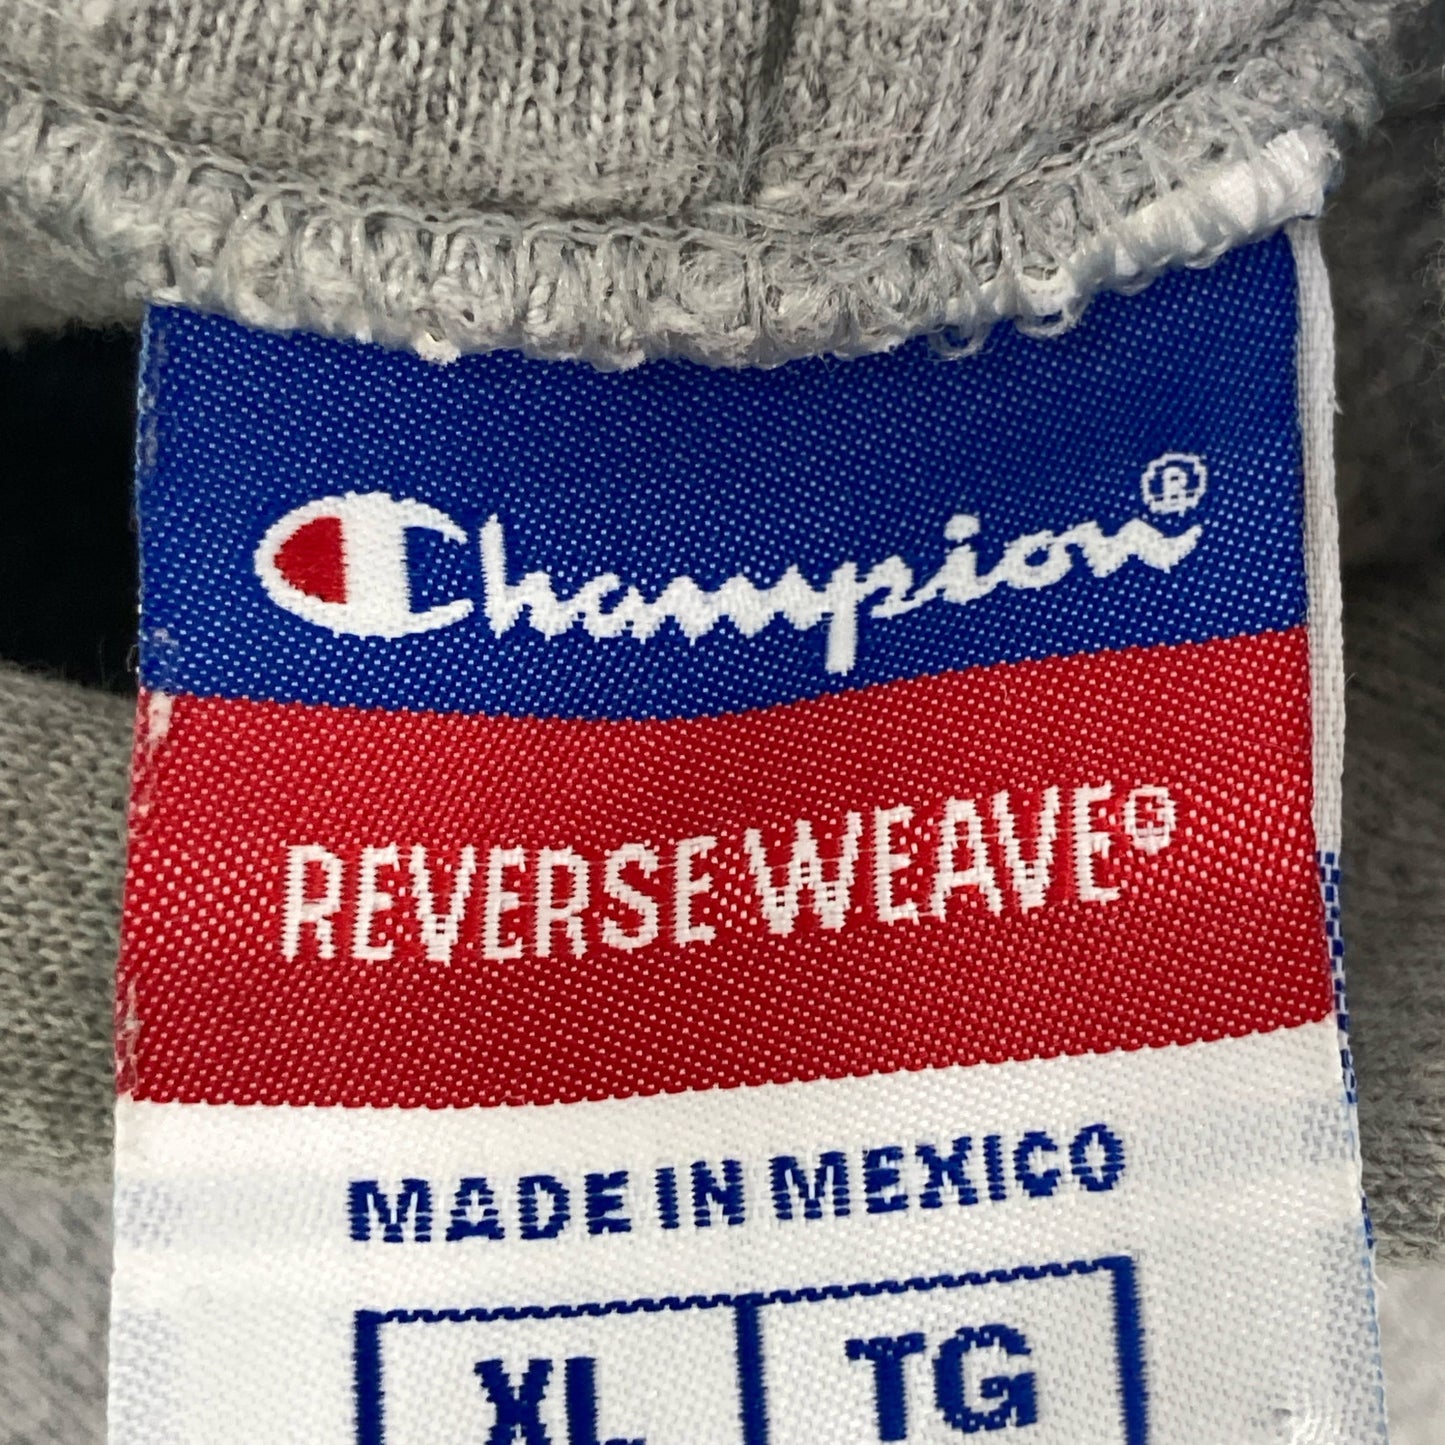 Champion®
REVERSE WEAVE®
MADE IN MEXICO
XL TG